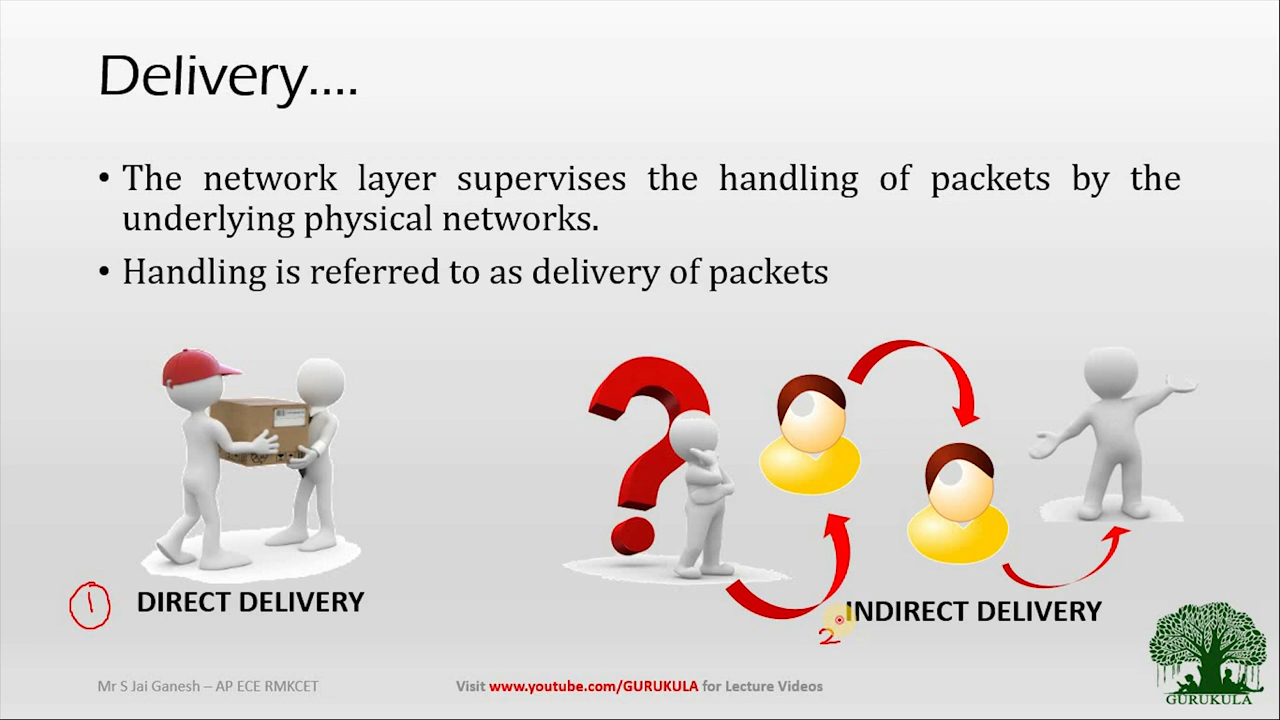 Delivery....
• The network layer supervises the handling of packets by the
underlying physical networks.
• Handling is referred to as delivery of packets
1 DIRECT DELIVERY
2 INDIRECT DELIVERY
Mr S Jai Ganesh – AP ECE RMKCET
Visit www.youtube.com/GURUKULA for Lecture Videos
GURUKULA